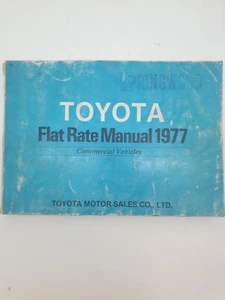 TOYOTA
Flat Rate Manual 1977
Commercial Vehicles
TOYOTA MOTOR SALES CO., LTD.